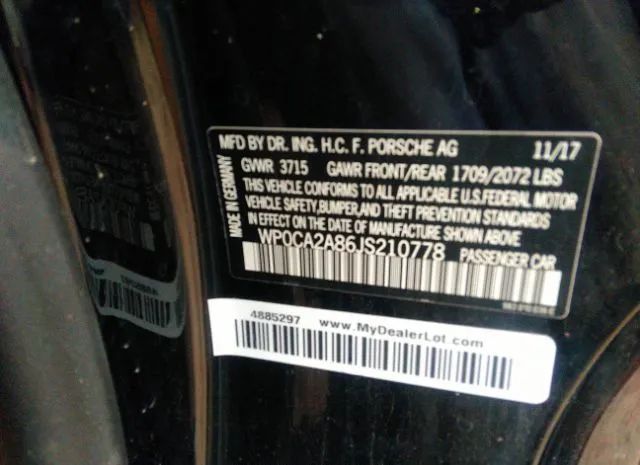 MFD BY DR. ING. H.C. F. PORSCHE AG 11/17
GVWR 3715 GAWR FRONT/REAR 1709/2072 LBS
THIS VEHICLE CONFORMS TO ALL APPLICABLE U.S. FEDERAL MOTOR
VEHICLE SAFETY, BUMPER, AND THEFT PREVENTION STANDARDS
IN EFFECT ON THE DATE OF MANUFACTURE SHOWN ABOVE
WP0CA2A86JS210778 PASSENGER CAR
MADE IN GERMANY
4885297 www.MyDealerLot.com